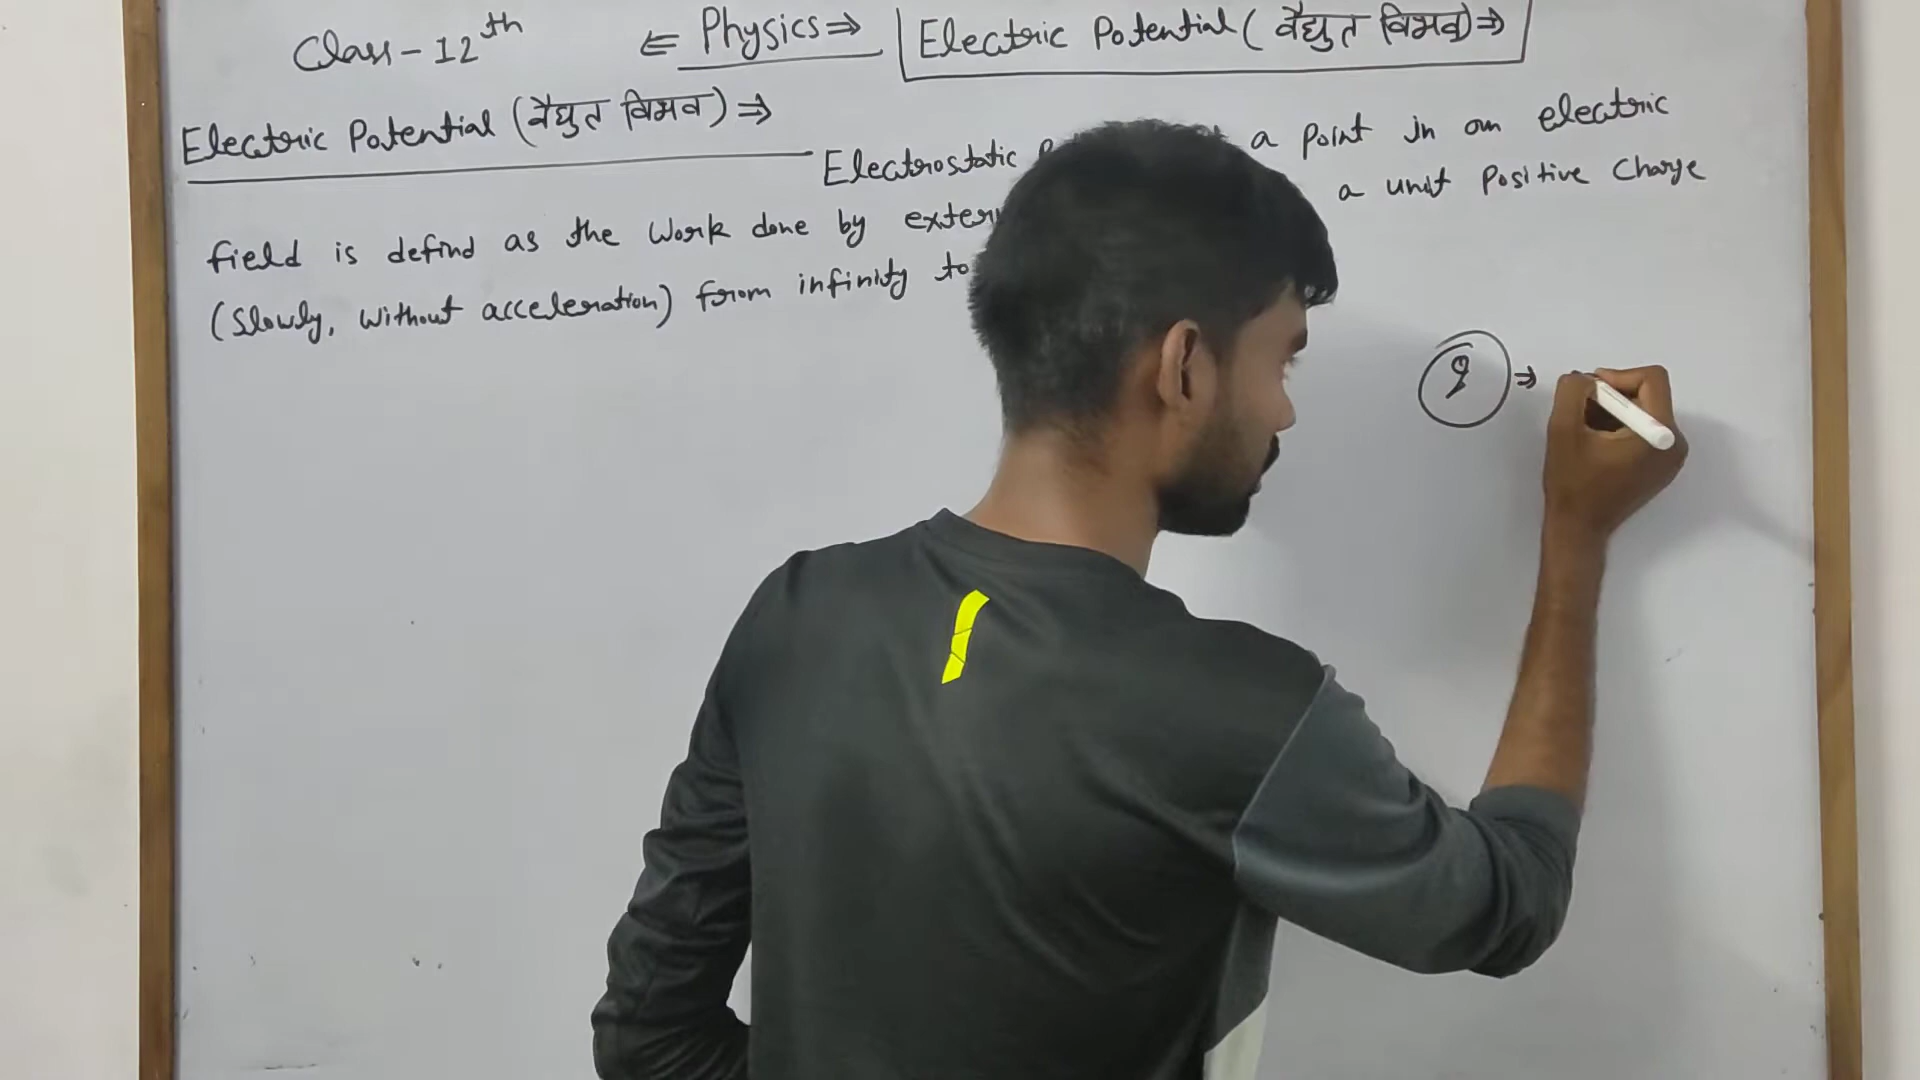 Class-12th ⇐ Physics⇒ Electric Potential (वैद्युत विभव)⇒
Electric Potential (वैद्युत विभव)⇒
Electrostatic a point in an electric
field is defind as the work done by a unit positive charge
(slowly, without acceleration) from infinity to
q ⇒